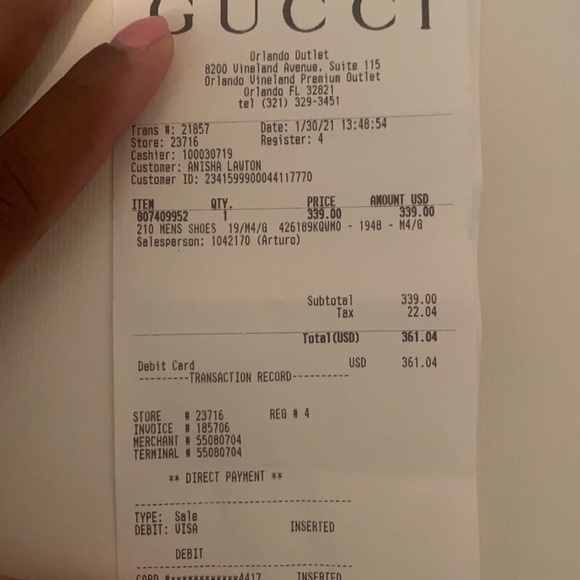 GUCCI
Orlando Outlet
8200 Vineland Avenue, Suite 115
Orlando Vineland Premium Outlet
Orlando FL 32821
tel (321) 329-3451
Trans #: 21857 Date: 1/30/21 13:48:54
Store: 23716 Register: 4
Cashier: 100030719
Customer: ANISHA LAWTON
Customer ID: 2341599900044117770
ITEM QTY. PRICE AMOUNT USD
807409952 1 339.00 339.00
210 MENS SHOES 19/M4/G 426189KQWM0 - 1948 - M4/G
Salesperson: 1042170 (Arturo)
Subtotal 339.00
Tax 22.04
Total(USD) 361.04
Debit Card USD 361.04
---------TRANSACTION RECORD----------
STORE # 23716 REG # 4
INVOICE # 185706
MERCHANT # 55080704
TERMINAL # 55080704
** DIRECT PAYMENT **
TYPE: Sale
DEBIT: VISA INSERTED
DEBIT
CARD #************4417 INSERTED